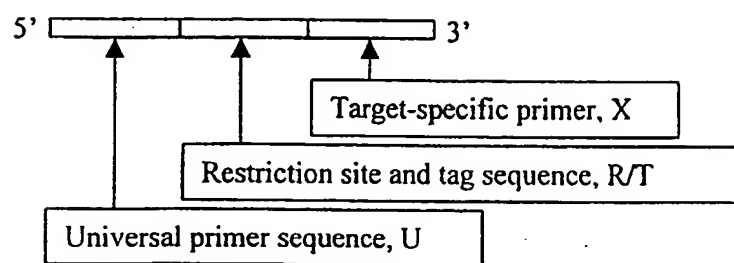 5’ 3’
Target-specific primer, X
Restriction site and tag sequence, R/T
Universal primer sequence, U